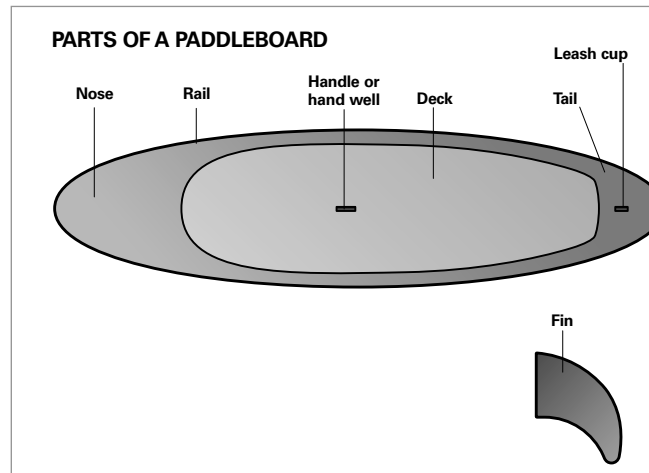 PARTS OF A PADDLEBOARD
Leash cup
Nose
Rail
Handle or
hand well
Deck
Tail
Fin